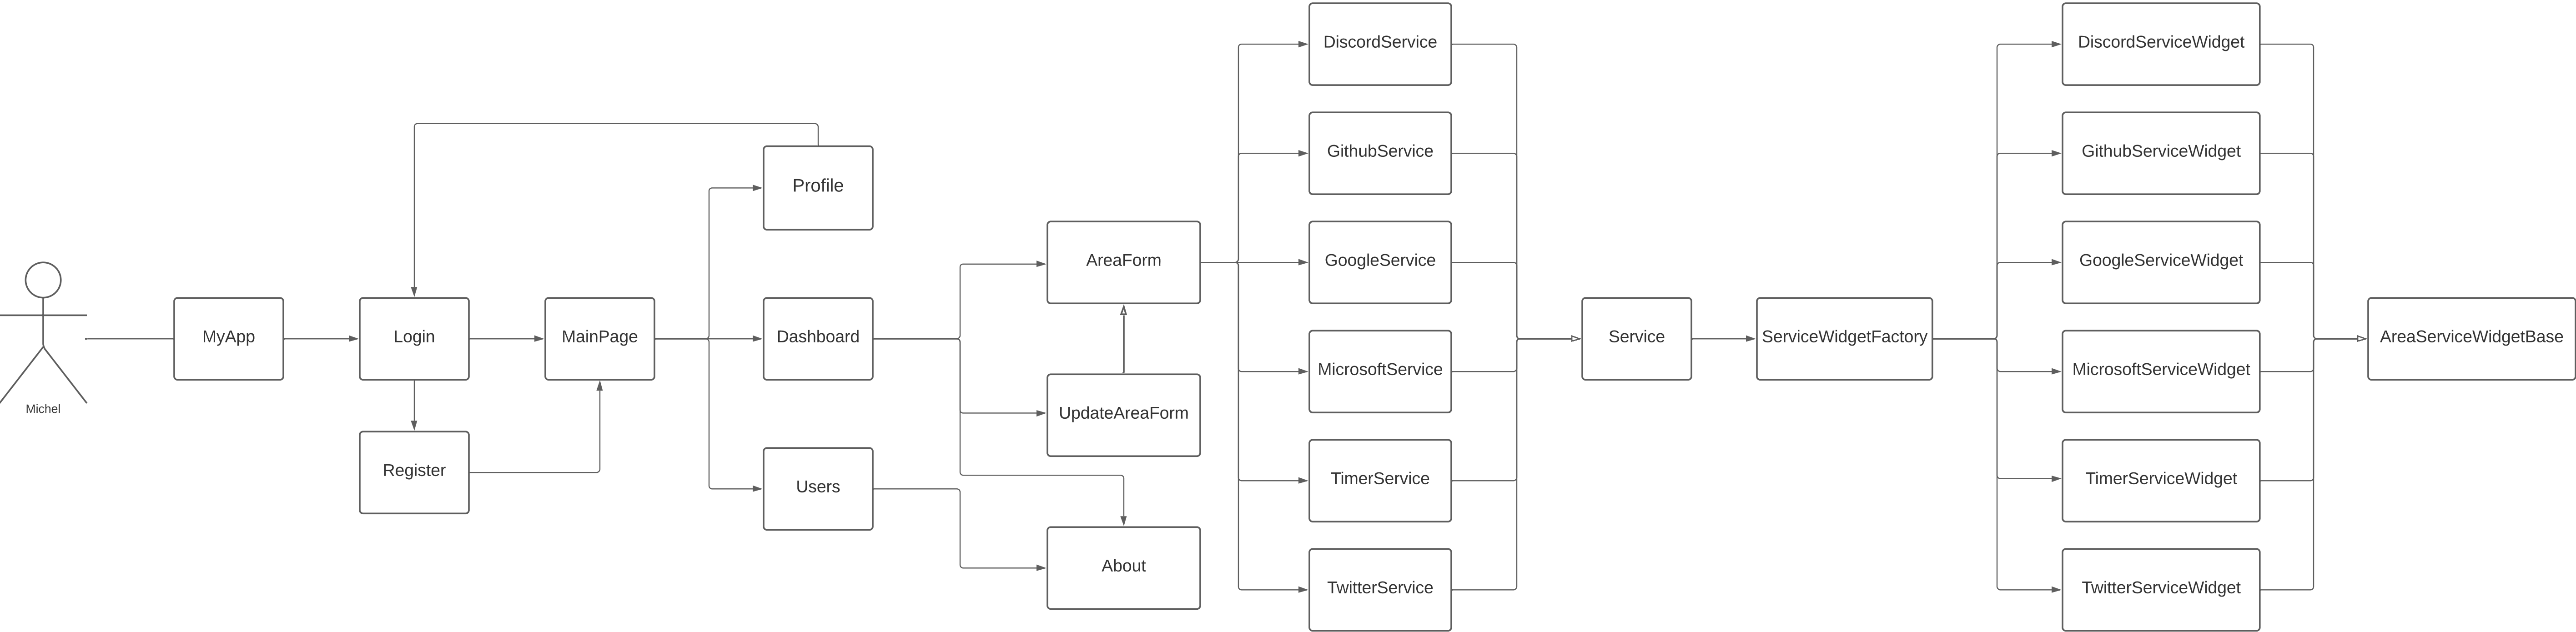 Michel
MyApp
Login
Register
MainPage
Profile
Dashboard
Users
AreaForm
UpdateAreaForm
About
DiscordService
GithubService
GoogleService
MicrosoftService
TimerService
TwitterService
Service
ServiceWidgetFactory
DiscordServiceWidget
GithubServiceWidget
GoogleServiceWidget
MicrosoftServiceWidget
TimerServiceWidget
TwitterServiceWidget
AreaServiceWidgetBase